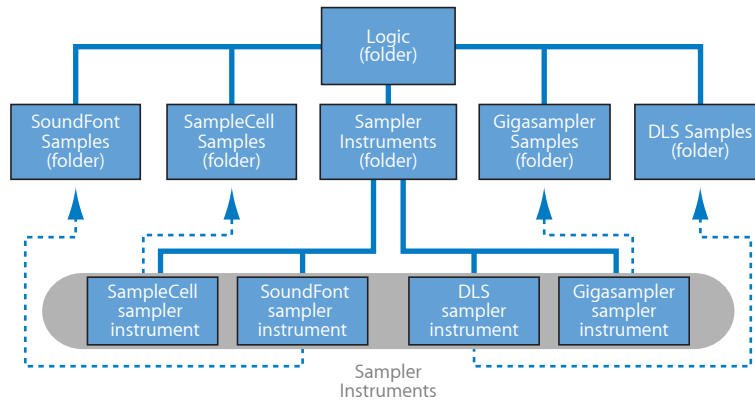 Logic
(folder)
SoundFont
Samples
(folder)
SampleCell
Samples
(folder)
Sampler
Instruments
(folder)
Gigasampler
Samples
(folder)
DLS Samples
(folder)
SampleCell
sampler
instrument
SoundFont
sampler
instrument
DLS
sampler
instrument
Gigasampler
sampler
instrument
Sampler
Instruments